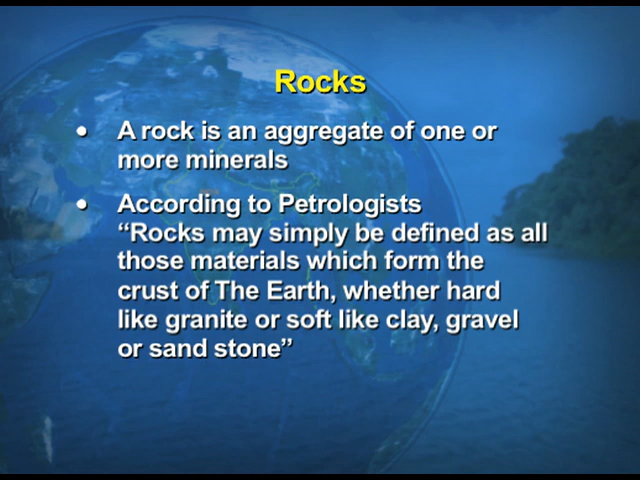 Rocks
• A rock is an aggregate of one or
more minerals
• According to Petrologists
“Rocks may simply be defined as all
those materials which form the
crust of The Earth, whether hard
like granite or soft like clay, gravel
or sand stone”